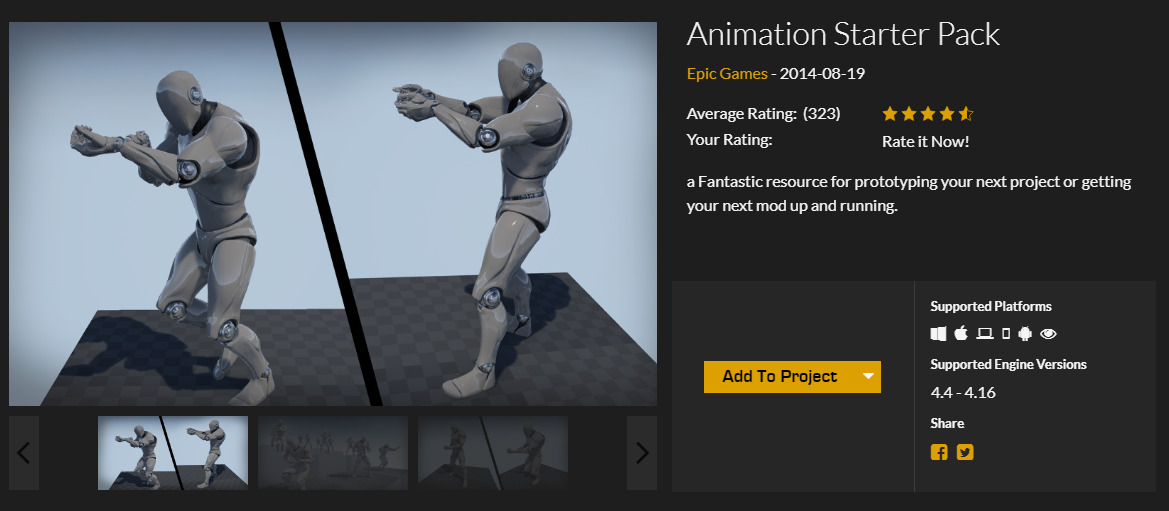 Animation Starter Pack
Epic Games - 2014-08-19
Average Rating: (323)
Your Rating: Rate it Now!
a Fantastic resource for prototyping your next project or getting
your next mod up and running.
Add To Project
Supported Platforms
Supported Engine Versions
4.4 - 4.16
Share